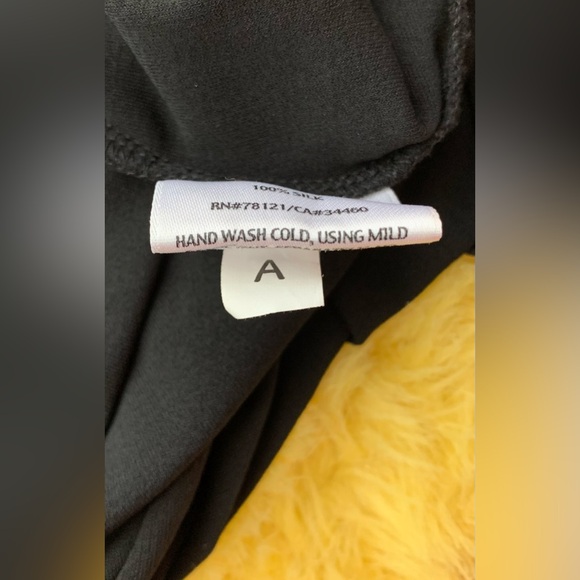 100% SILK
RN#78121/CA#34460
HAND WASH COLD, USING MILD
A